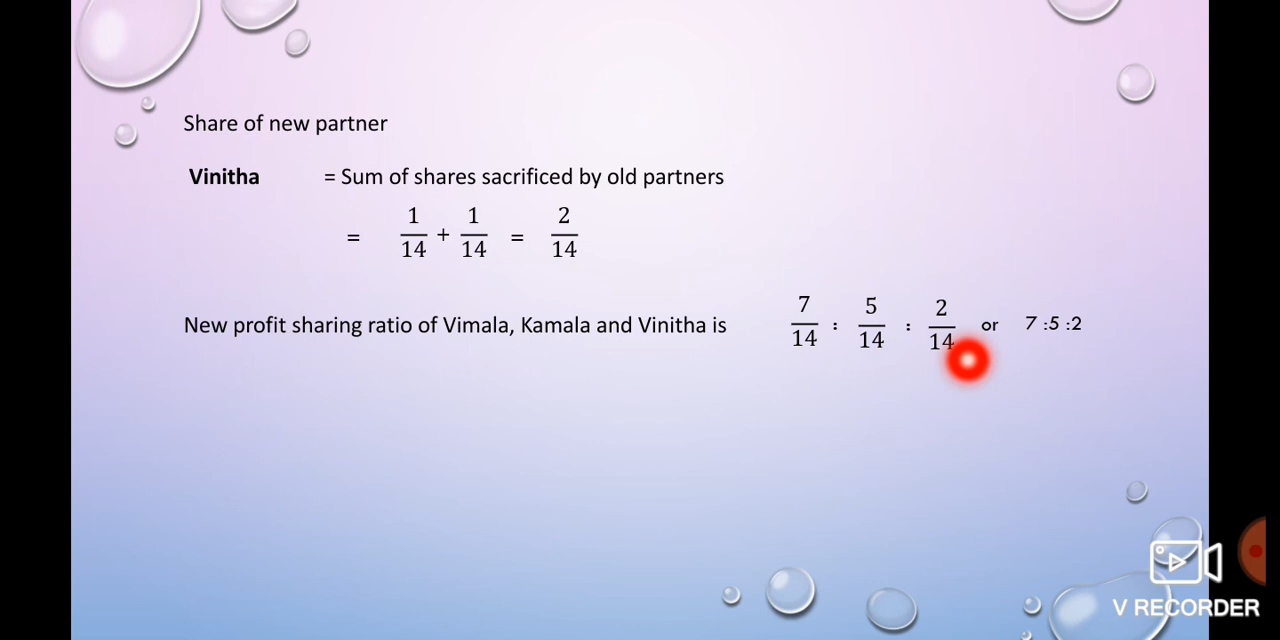 Share of new partner
Vinitha = Sum of shares sacrificed by old partners
= 1/14 + 1/14 = 2/14
New profit sharing ratio of Vimala, Kamala and Vinitha is 7/14 : 5/14 : 2/14 or 7 :5 :2
V RECORDER